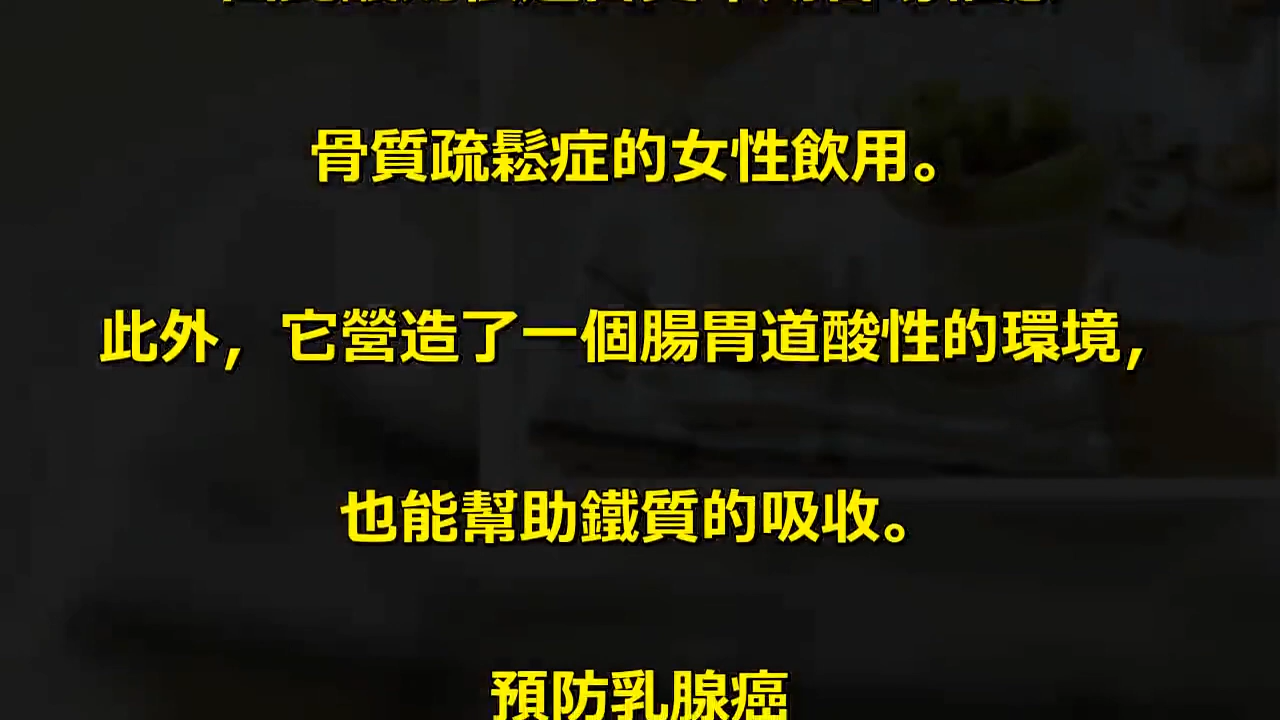 骨質疏鬆症的女性飲用。
此外，它營造了一個腸胃道酸性的環境，
也能幫助鐵質的吸收。
預防乳腺癌